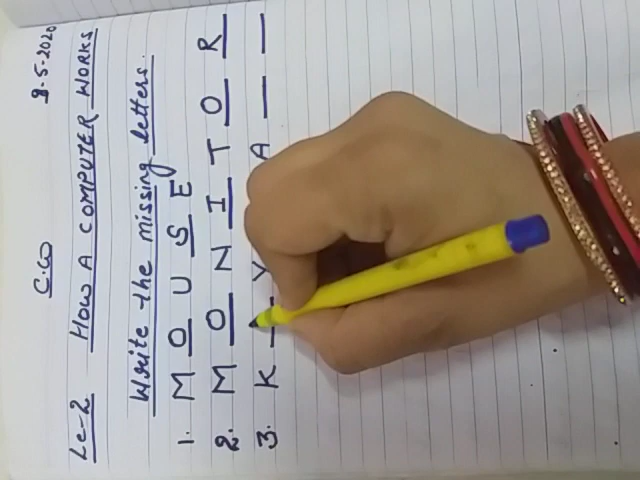 C.W 9-5-2020
Le-2 HOW A COMPUTER WORKS
Write the missing letters.
1. M O U S E
2. M O N I T O R
3. K _ Y _ A _ _